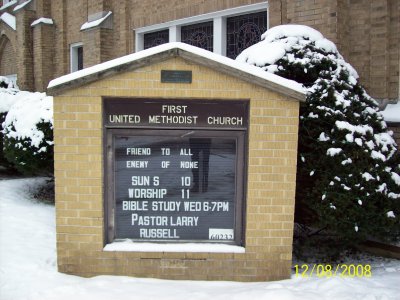 FIRST
UNITED METHODIST CHURCH
FRIEND TO ALL
ENEMY OF NONE
SUN S 10
WORSHIP 11
BIBLE STUDY WED 6-7PM
PASTOR LARRY
RUSSELL
60232
12/08/2008